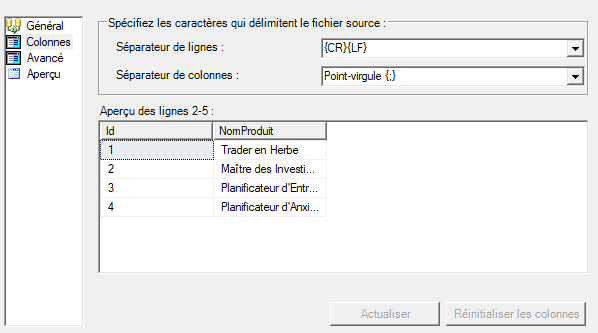 Général
Colonnes
Avancé
Aperçu
Spécifiez les caractères qui délimitent le fichier source :
Séparateur de lignes : {CR}{LF}
Séparateur de colonnes : Point-virgule {;}
Aperçu des lignes 2-5 :
Id NomProduit
1 Trader en Herbe
2 Maître des Investi...
3 Planificateur d'Entr...
4 Planificateur d'Anxi...
Actualiser Réinitialiser les colonnes